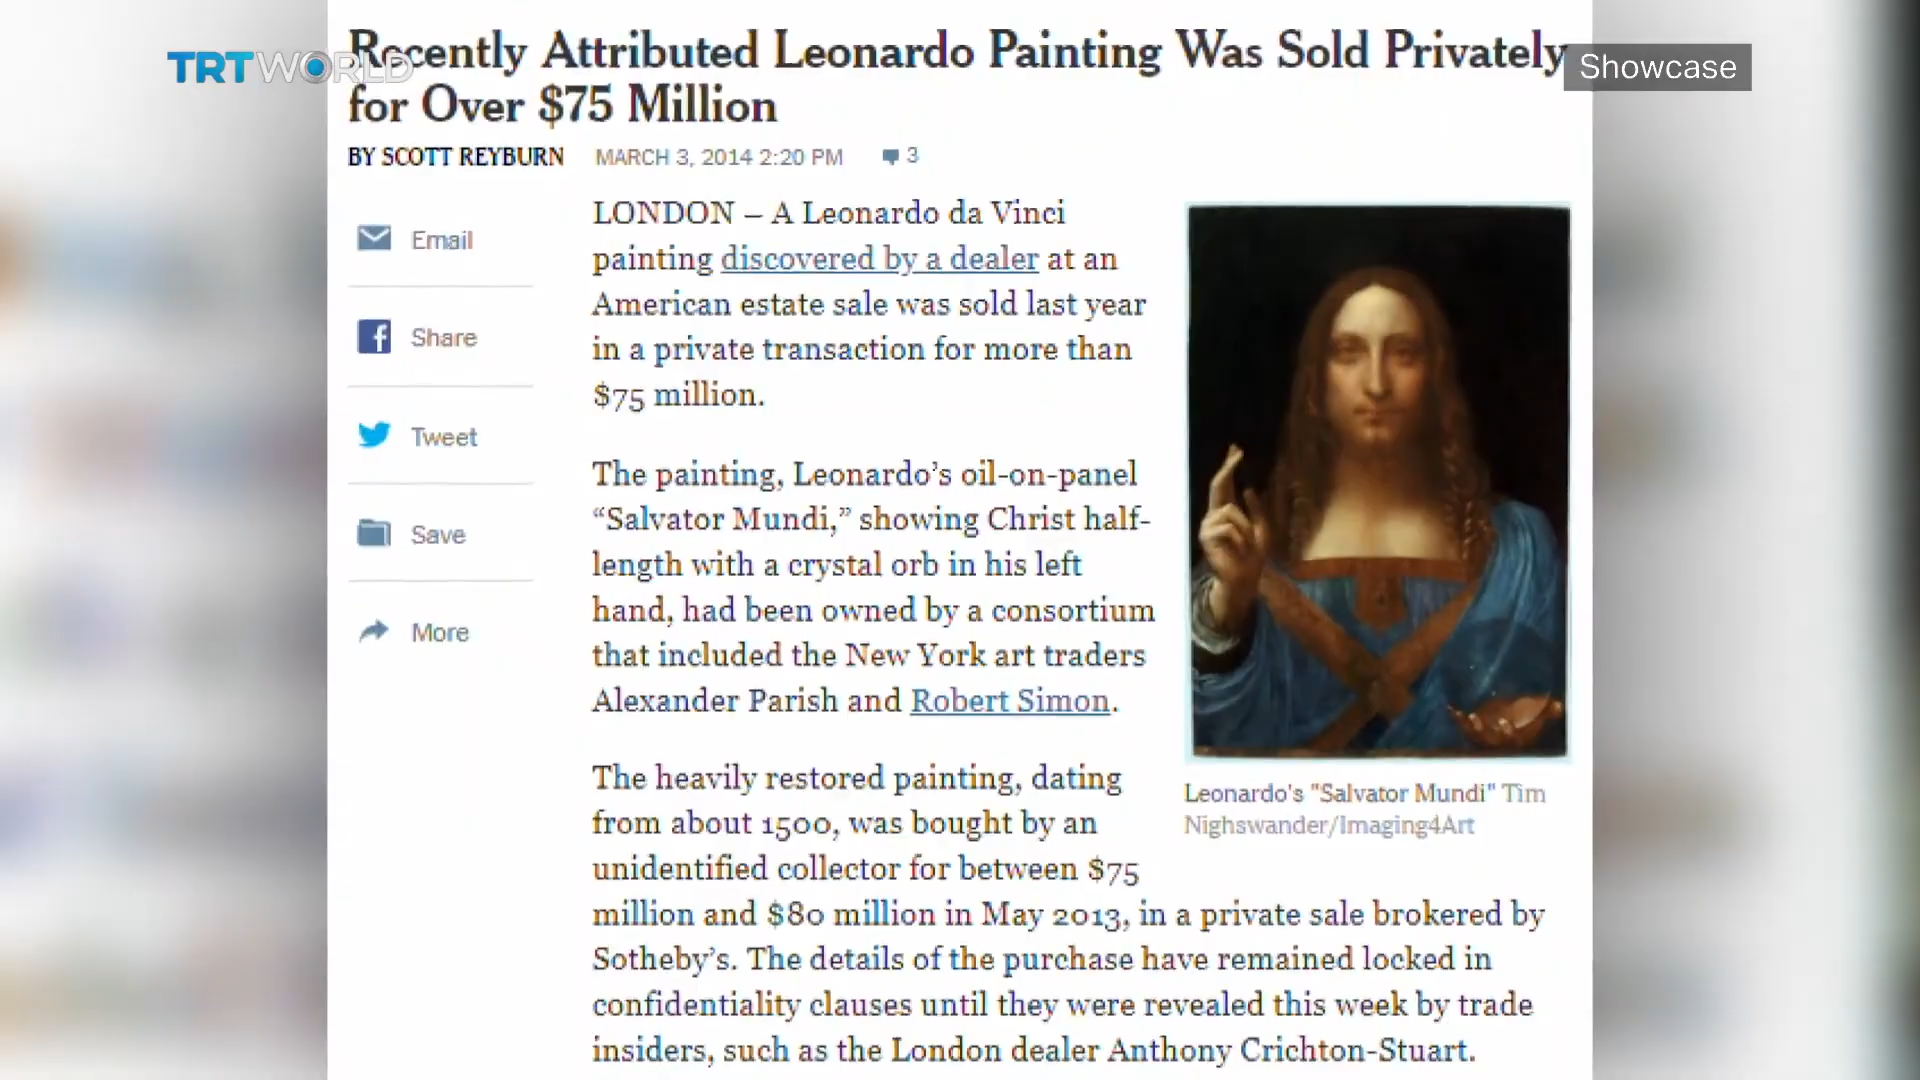 TRT WORLD
Showcase
Recently Attributed Leonardo Painting Was Sold Privately
for Over $75 Million
BY SCOTT REYBURN MARCH 3, 2014 2:20 PM 3
Email
Share
Tweet
Save
More
LONDON – A Leonardo da Vinci
painting discovered by a dealer at an
American estate sale was sold last year
in a private transaction for more than
$75 million.
The painting, Leonardo’s oil-on-panel
“Salvator Mundi,” showing Christ half-
length with a crystal orb in his left
hand, had been owned by a consortium
that included the New York art traders
Alexander Parish and Robert Simon.
The heavily restored painting, dating
from about 1500, was bought by an
unidentified collector for between $75
million and $80 million in May 2013, in a private sale brokered by
Sotheby’s. The details of the purchase have remained locked in
confidentiality clauses until they were revealed this week by trade
insiders, such as the London dealer Anthony Crichton-Stuart.
Leonardo's "Salvator Mundi" Tim
Nighswander/Imaging4Art